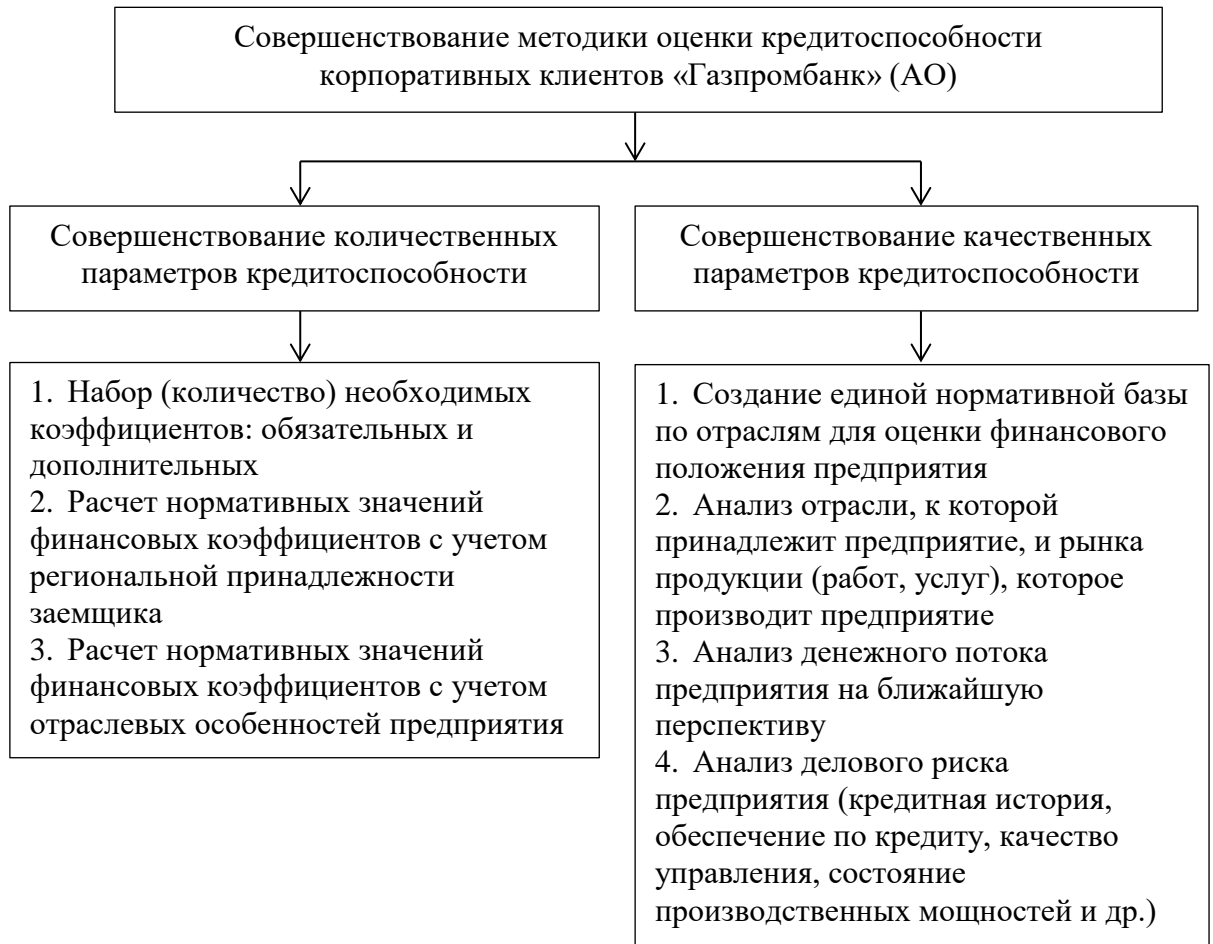 Совершенствование методики оценки кредитоспособности
корпоративных клиентов «Газпромбанк» (АО)
Совершенствование количественных
параметров кредитоспособности
Совершенствование качественных
параметров кредитоспособности
1. Набор (количество) необходимых
коэффициентов: обязательных и
дополнительных
2. Расчет нормативных значений
финансовых коэффициентов с учетом
региональной принадлежности
заемщика
3. Расчет нормативных значений
финансовых коэффициентов с учетом
отраслевых особенностей предприятия
1. Создание единой нормативной базы
по отраслям для оценки финансового
положения предприятия
2. Анализ отрасли, к которой
принадлежит предприятие, и рынка
продукции (работ, услуг), которое
производит предприятие
3. Анализ денежного потока
предприятия на ближайшую
перспективу
4. Анализ делового риска
предприятия (кредитная история,
обеспечение по кредиту, качество
управления, состояние
производственных мощностей и др.)